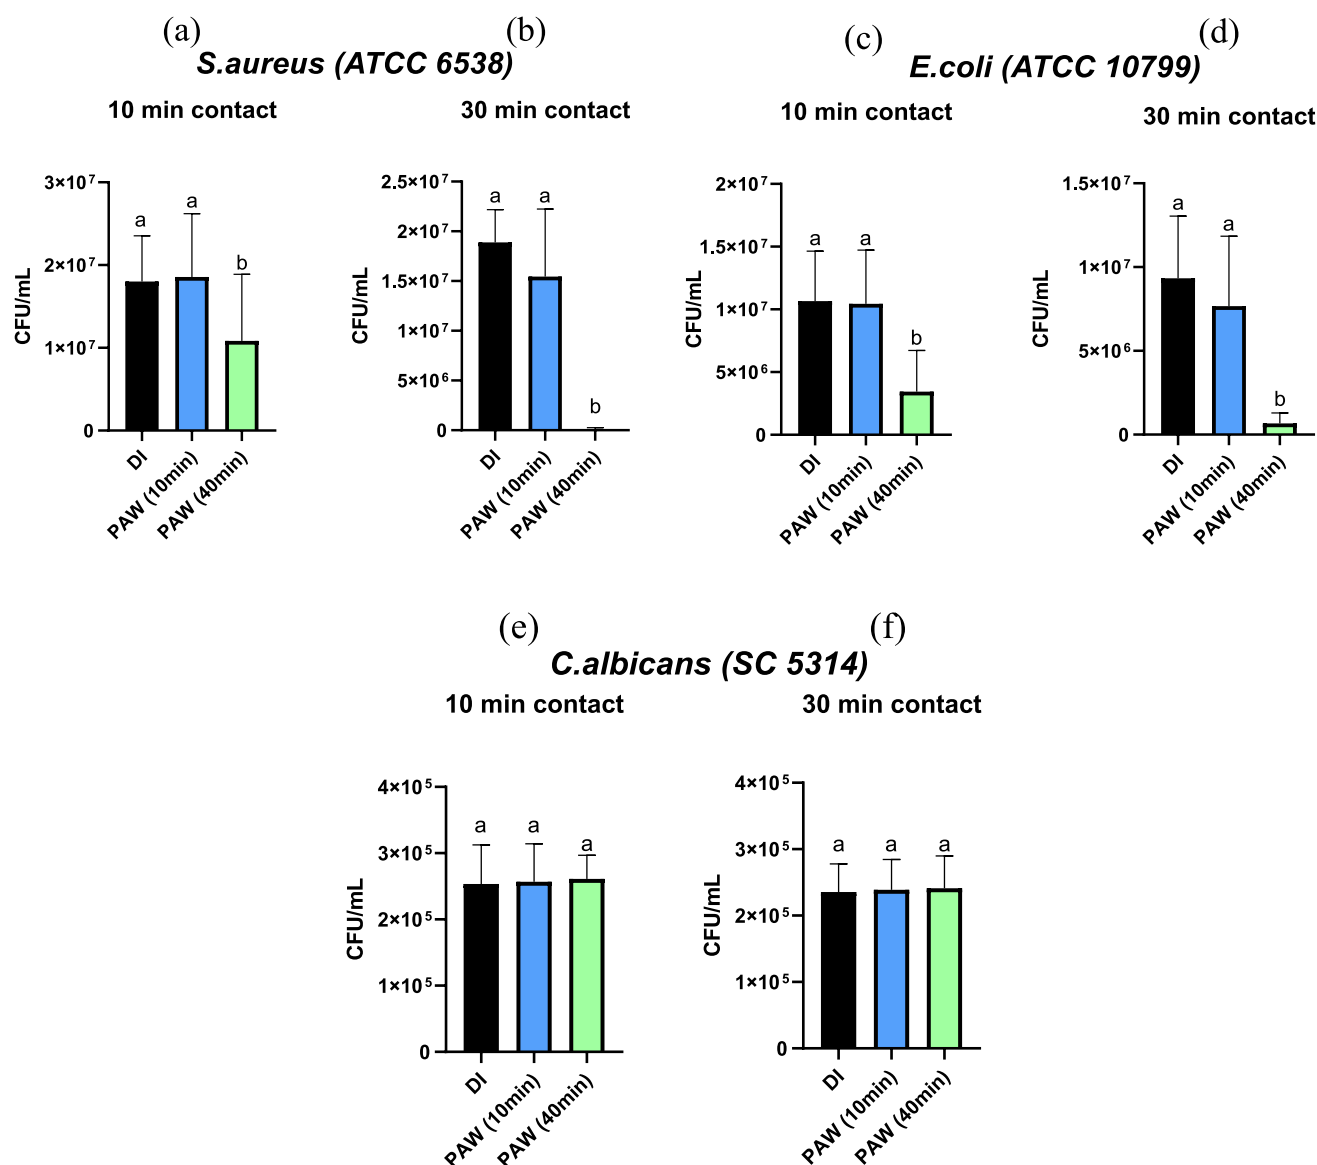 (a) (b) (c) (d)
S.aureus (ATCC 6538) E.coli (ATCC 10799)
10 min contact 30 min contact 10 min contact 30 min contact
3×10⁷
2×10⁷
1×10⁷
0
CFU/mL
a a b
DI PAW (10min) PAW (40min)
2.5×10⁷
2×10⁷
1.5×10⁷
1×10⁷
5×10⁶
0
a a b
DI PAW (10min) PAW (40min)
2×10⁷
1.5×10⁷
1×10⁷
5×10⁶
0
CFU/mL
a a b
DI PAW (10min) PAW (40min)
1.5×10⁷
1×10⁷
5×10⁶
0
CFU/mL
a a b
DI PAW (10min) PAW (40min)
(e) (f)
C.albicans (SC 5314)
10 min contact 30 min contact
4×10⁵
3×10⁵
2×10⁵
1×10⁵
0
CFU/mL
a a a
DI PAW (10min) PAW (40min)
4×10⁵
3×10⁵
2×10⁵
1×10⁵
0
CFU/mL
a a a
DI PAW (10min) PAW (40min)